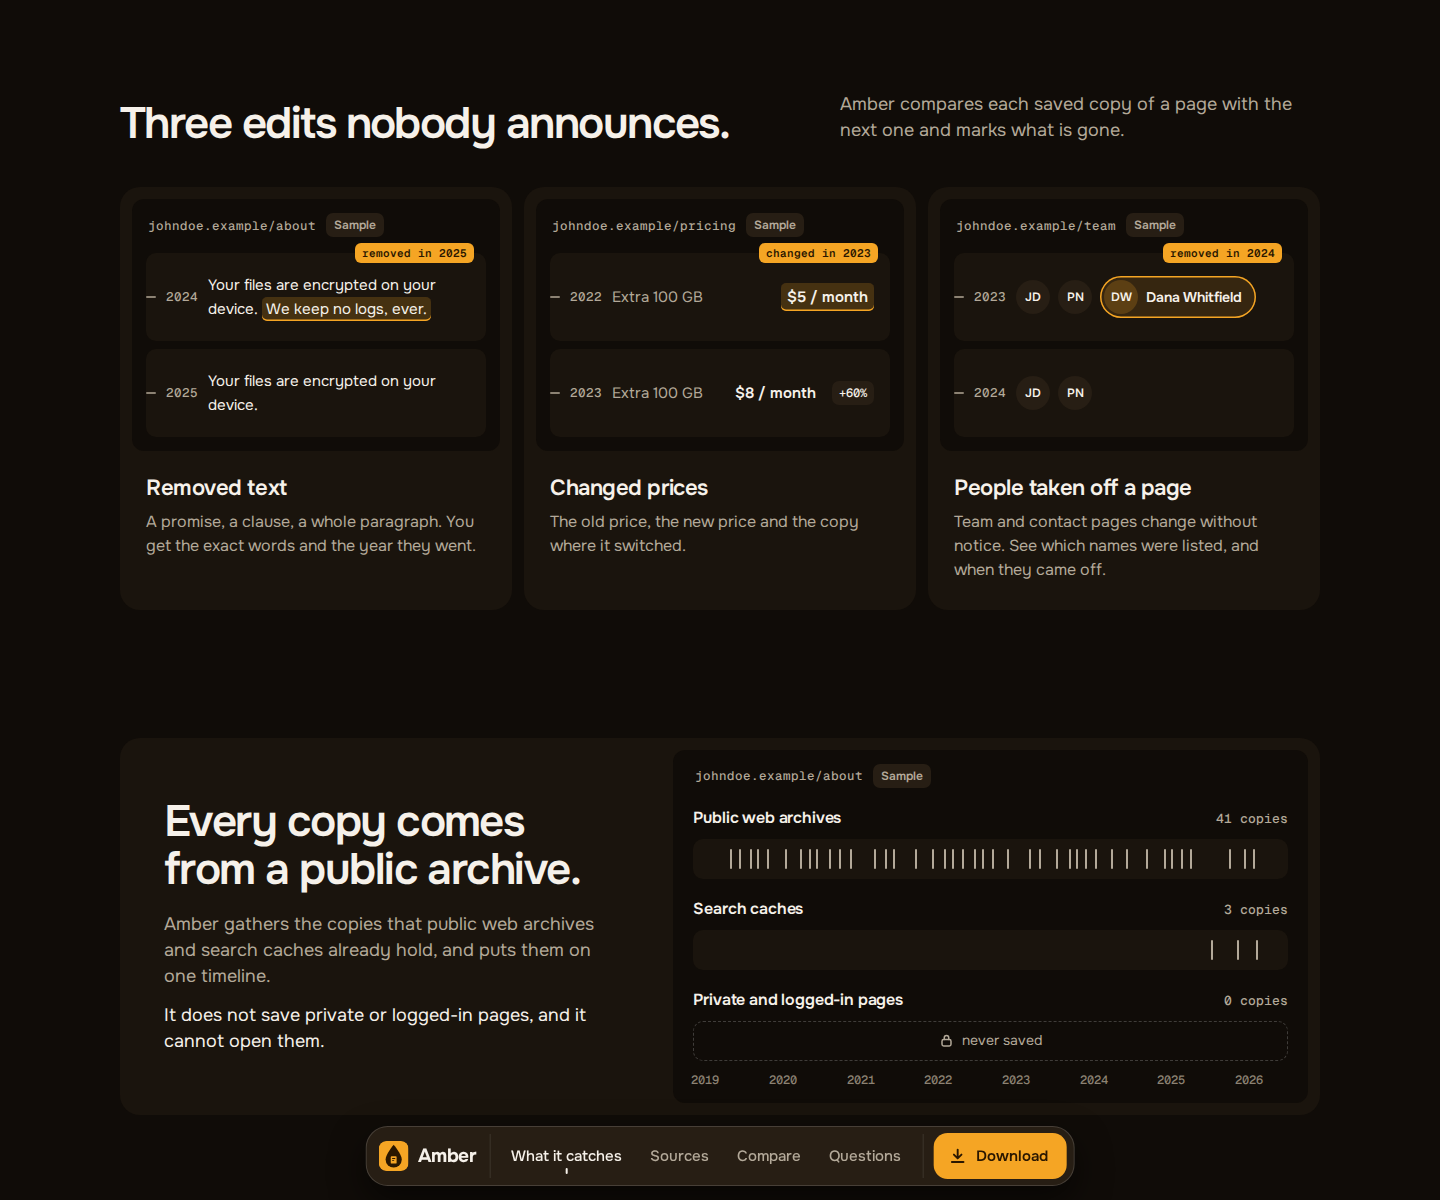 Three edits nobody announces.
Amber compares each saved copy of a page with the
next one and marks what is gone.
johndoe.example/about Sample
removed in 2025
2024 Your files are encrypted on your
device. We keep no logs, ever.
2025 Your files are encrypted on your
device.
Removed text
A promise, a clause, a whole paragraph. You
get the exact words and the year they went.
johndoe.example/pricing Sample
changed in 2023
2022 Extra 100 GB $5 / month
2023 Extra 100 GB $8 / month +60%
Changed prices
The old price, the new price and the copy
where it switched.
johndoe.example/team Sample
removed in 2024
2023 JD PN DW Dana Whitfield
2024 JD PN
People taken off a page
Team and contact pages change without
notice. See which names were listed, and
when they came off.
Every copy comes
from a public archive.
Amber gathers the copies that public web archives
and search caches already hold, and puts them on
one timeline.
It does not save private or logged-in pages, and it
cannot open them.
johndoe.example/about Sample
Public web archives 41 copies
Search caches 3 copies
Private and logged-in pages 0 copies
never saved
2019 2020 2021 2022 2023 2024 2025 2026
Amber What it catches Sources Compare Questions Download